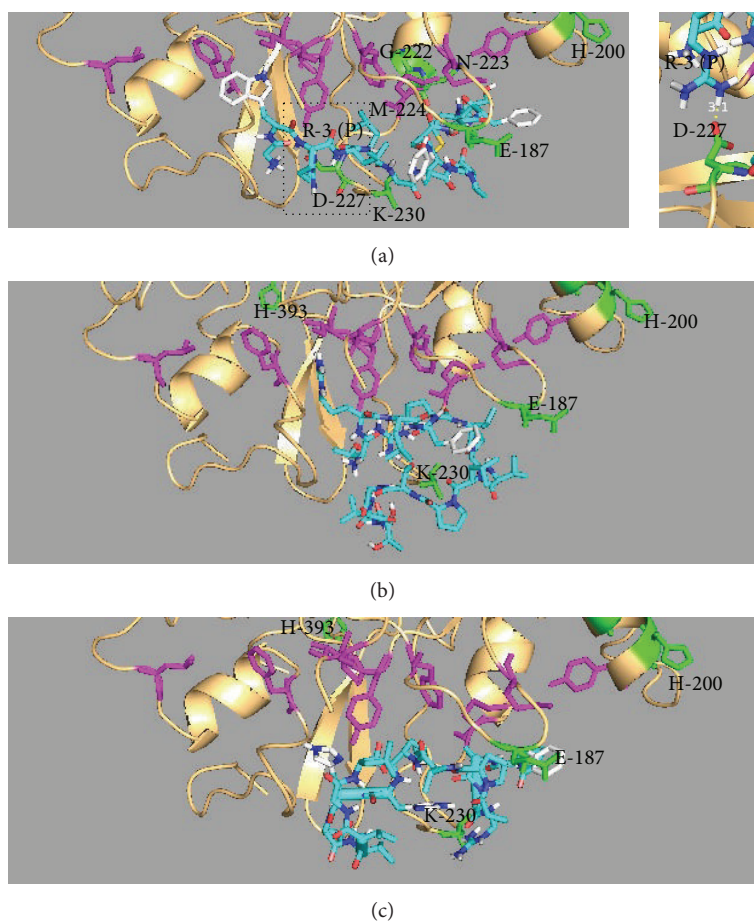 G-222
N-223
H-200
M-224
R-3 (P)
E-187
D-227
K-230
R-3 (P)
3.1
D-227
(a)
H-393
H-200
E-187
K-230
(b)
H-393
H-200
E-187
K-230
(c)